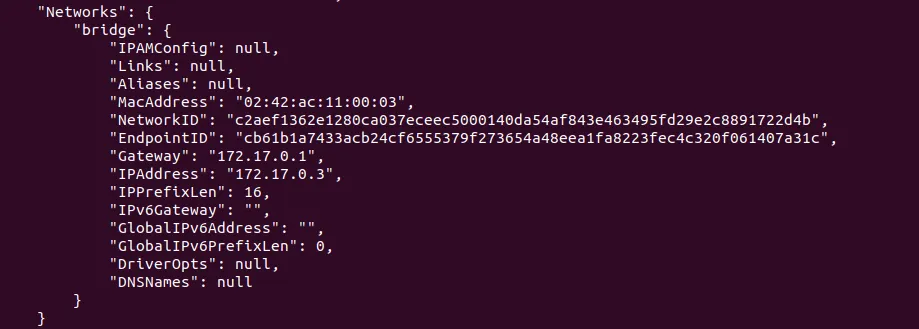 "Networks": {
"bridge": {
"IPAMConfig": null,
"Links": null,
"Aliases": null,
"MacAddress": "02:42:ac:11:00:03",
"NetworkID": "c2aef1362e1280ca037eceec5000140da54af843e463495fd29e2c8891722d4b",
"EndpointID": "cb61b1a7433acb24cf6555379f273654a48eea1fa8223fec4c320f061407a31c",
"Gateway": "172.17.0.1",
"IPAddress": "172.17.0.3",
"IPPrefixLen": 16,
"IPv6Gateway": "",
"GlobalIPv6Address": "",
"GlobalIPv6PrefixLen": 0,
"DriverOpts": null,
"DNSNames": null
}
}